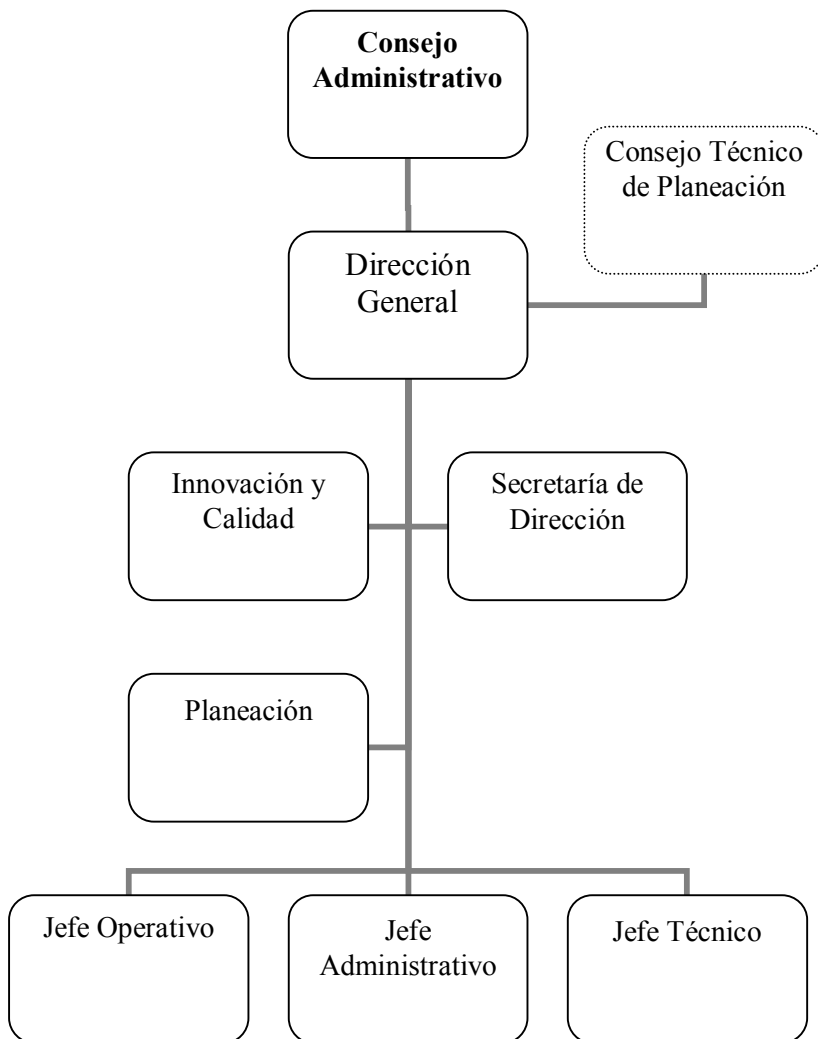 Consejo
Administrativo
Consejo Técnico
de Planeación
Dirección
General
Innovación y
Calidad
Secretaría de
Dirección
Planeación
Jefe Operativo
Jefe
Administrativo
Jefe Técnico